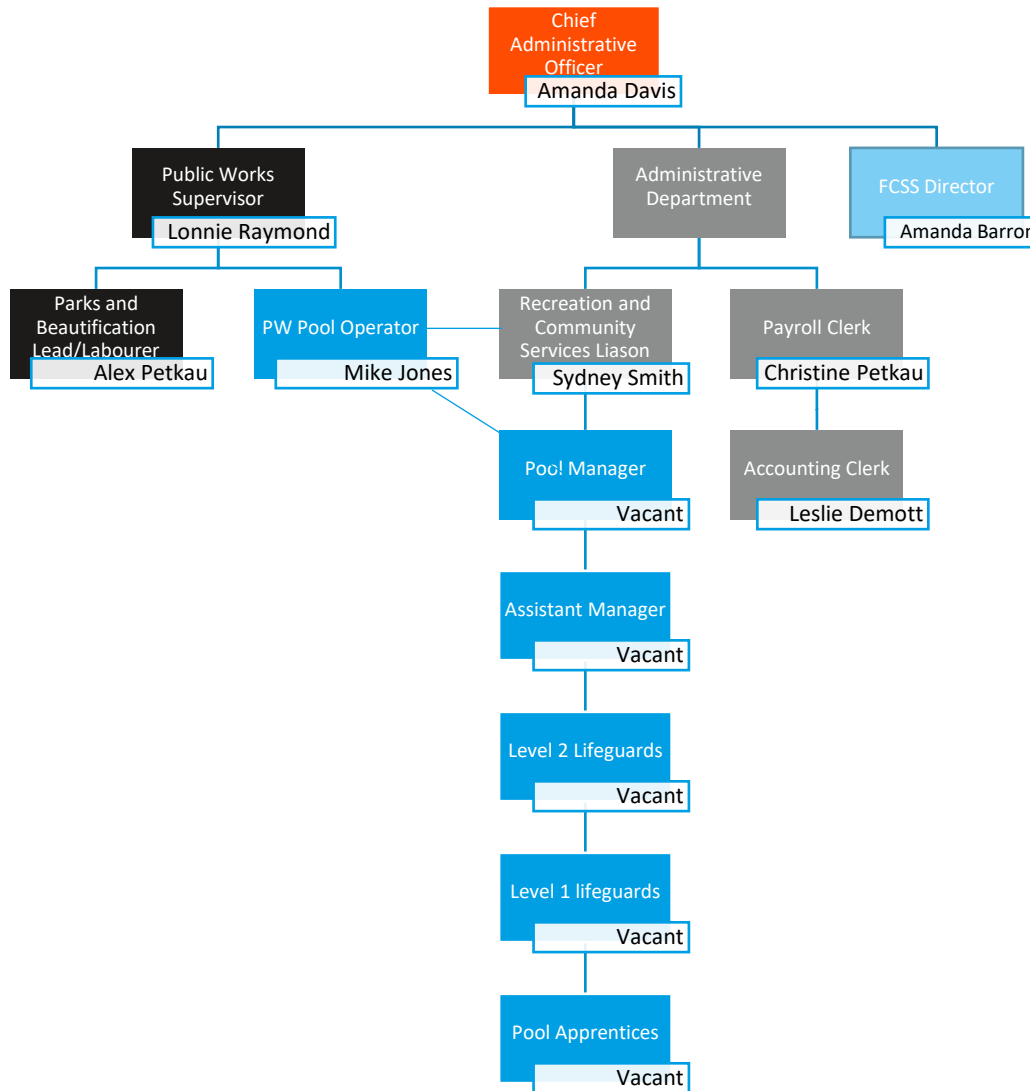 Chief
Administrative
Officer
Amanda Davis
Public Works
Supervisor
Lonnie Raymond
Administrative
Department
FCSS Director
Amanda Barron
Parks and
Beautification
Lead/Labourer
Alex Petkau
PW Pool Operator
Mike Jones
Recreation and
Community
Services Liason
Sydney Smith
Payroll Clerk
Christine Petkau
Pool Manager
Vacant
Accounting Clerk
Leslie Demott
Assistant Manager
Vacant
Level 2 Lifeguards
Vacant
Level 1 lifeguards
Vacant
Pool Apprentices
Vacant